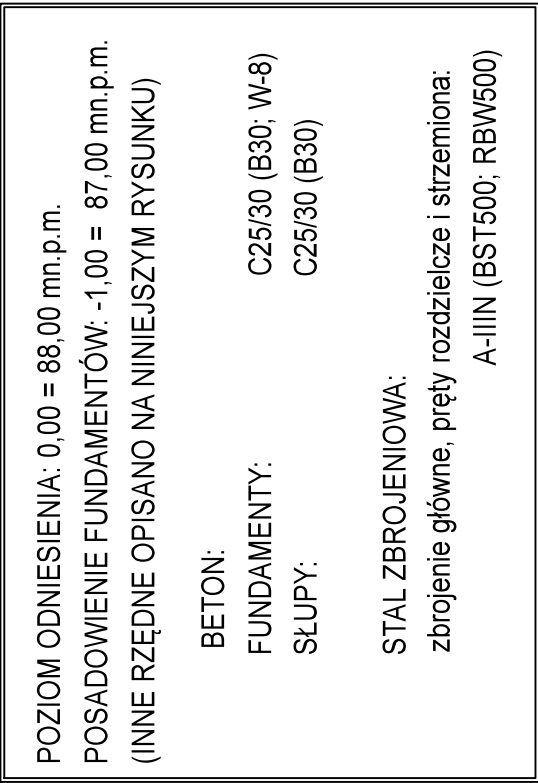 POZIOM ODNIESIENIA: 0,00 = 88,00 mn.p.m.
POSADOWIENIE FUNDAMENTÓW: -1,00 = 87,00 mn.p.m.
(INNE RZĘDNE OPISANO NA NINIEJSZYM RYSUNKU)
BETON:
FUNDAMENTY: C25/30 (B30; W-8)
SŁUPY: C25/30 (B30)
STAL ZBROJENIOWA:
zbrojenie główne, pręty rozdzielcze i strzemiona:
A-IIIN (BST500; RBW500)